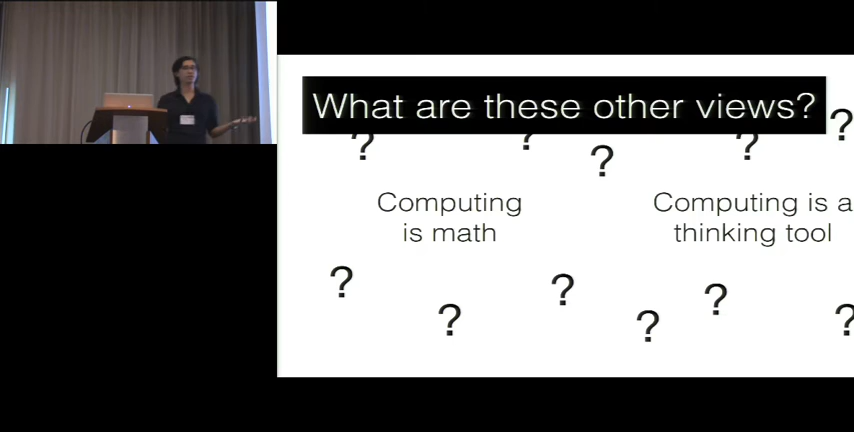 What are these other views?
?
?
?
?
?
Computing
is math
Computing is a
thinking tool
?
?
?
?
?
?